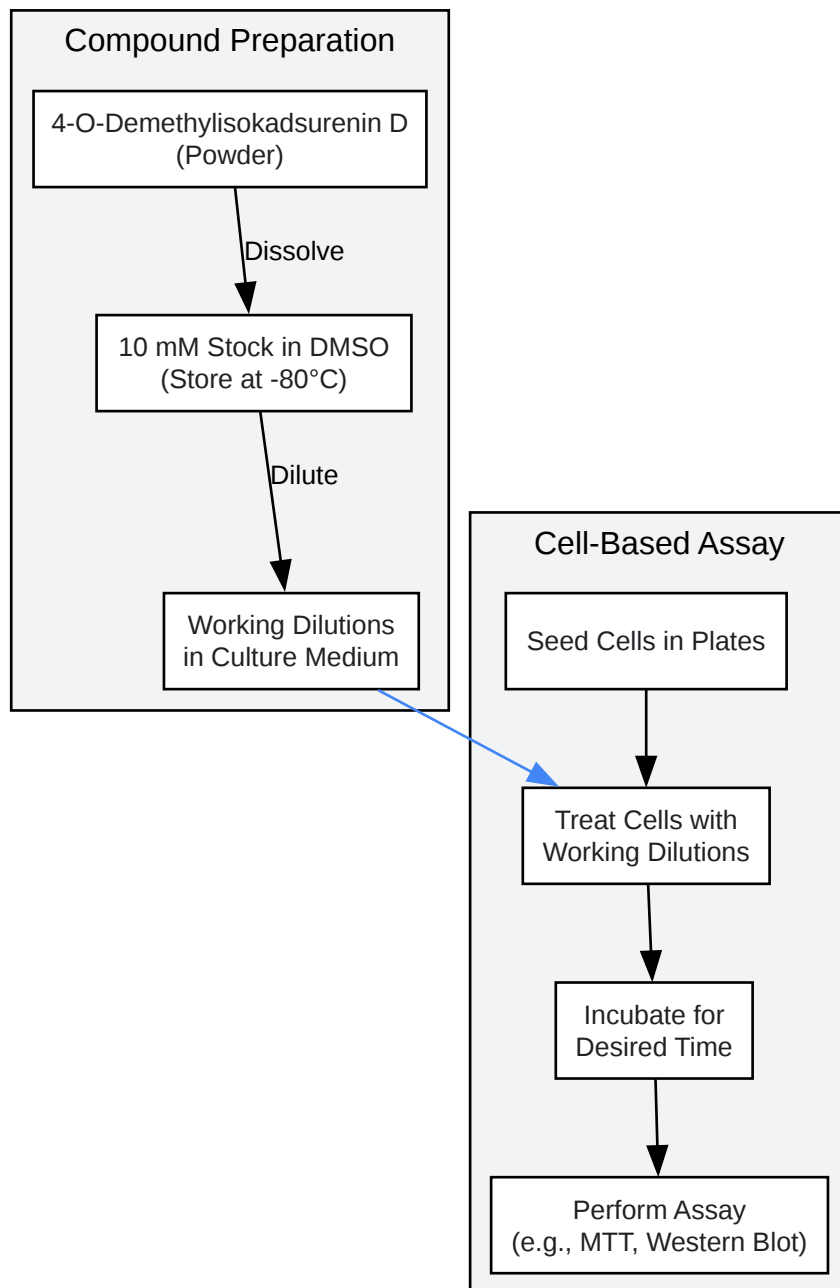 Compound Preparation
4-O-Demethylisokadsurenin D
(Powder)
Dissolve
10 mM Stock in DMSO
(Store at -80°C)
Dilute
Working Dilutions
in Culture Medium
Cell-Based Assay
Seed Cells in Plates
Treat Cells with
Working Dilutions
Incubate for
Desired Time
Perform Assay
(e.g., MTT, Western Blot)